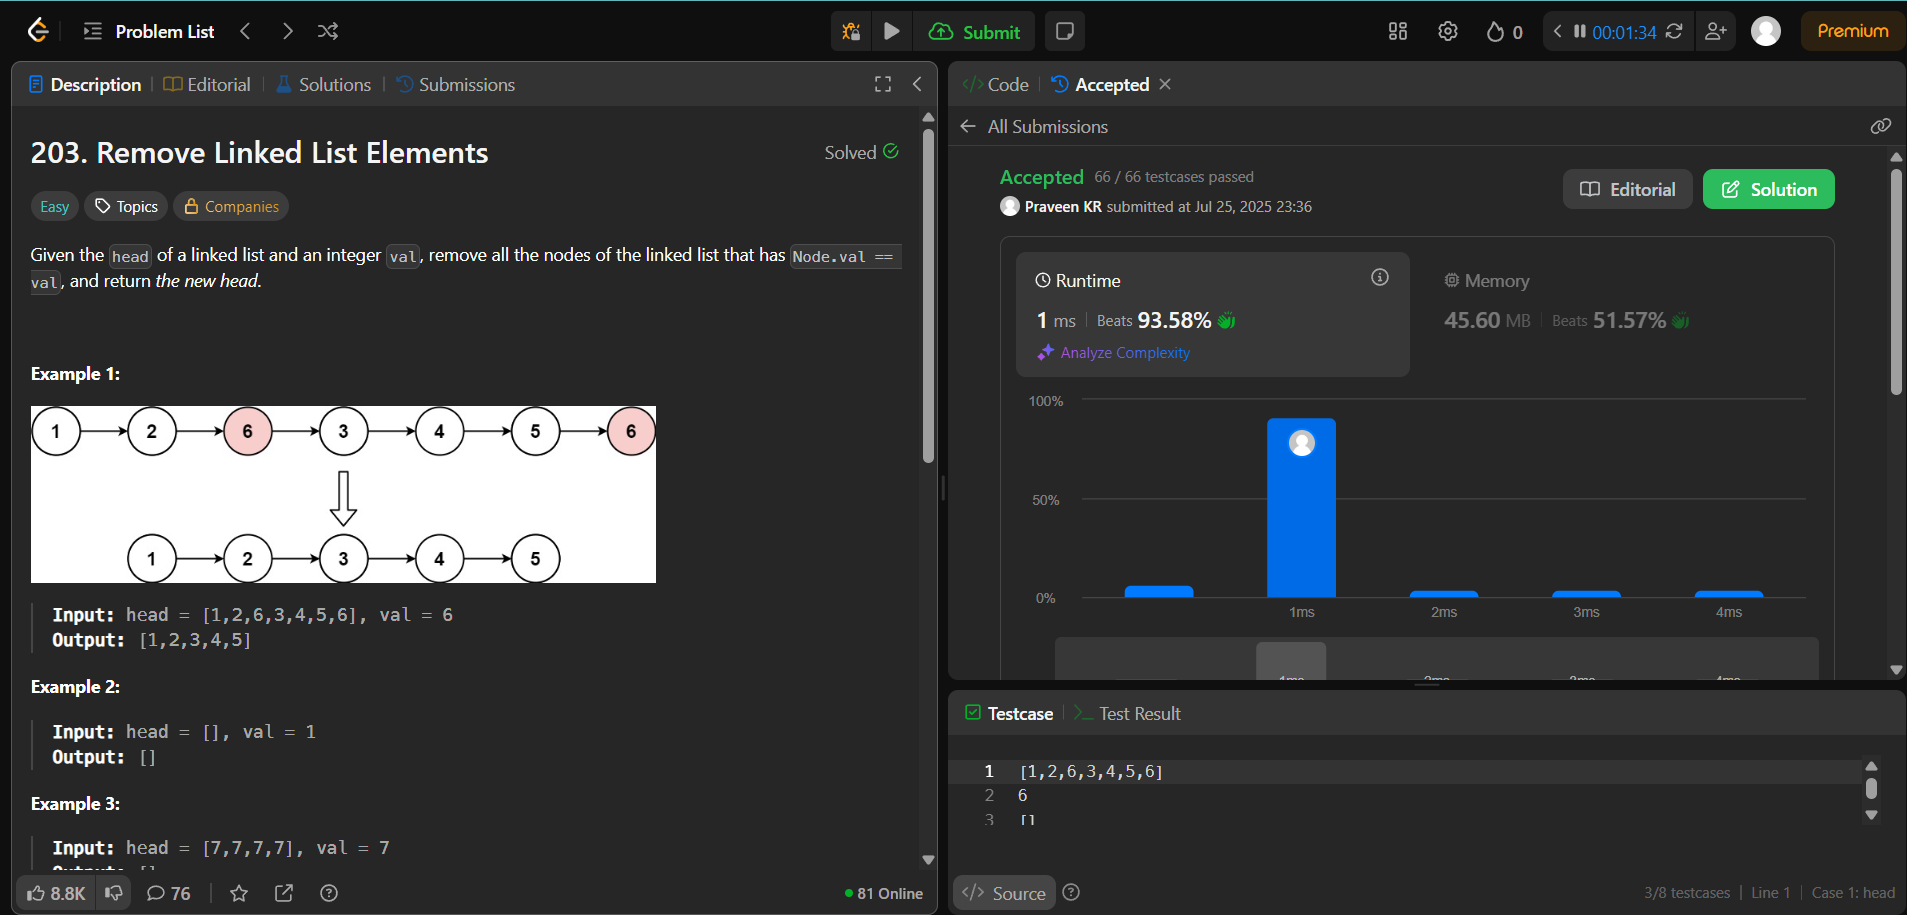 Problem List
Submit
0
00:01:34
Premium
Description
Editorial
Solutions
Submissions
203. Remove Linked List Elements
Solved
Easy
Topics
Companies
Given the head of a linked list and an integer val, remove all the nodes of the linked list that has Node.val ==
val, and return the new head.
Example 1:
1 2 6 3 4 5 6
1 2 3 4 5
Input: head = [1,2,6,3,4,5,6], val = 6
Output: [1,2,3,4,5]
Example 2:
Input: head = [], val = 1
Output: []
Example 3:
Input: head = [7,7,7,7], val = 7
Output: []
8.8K
76
81 Online
Code
Accepted
All Submissions
Accepted 66 / 66 testcases passed
Praveen KR submitted at Jul 25, 2025 23:36
Editorial
Solution
Runtime
1 ms Beats 93.58%
Analyze Complexity
Memory
45.60 MB Beats 51.57%
100%
50%
0%
1ms 2ms 3ms 4ms
1ms 2ms 3ms 4ms
Testcase
Test Result
1 [1,2,6,3,4,5,6]
2 6
3 []
</> Source
3/8 testcases Line 1 Case 1: head